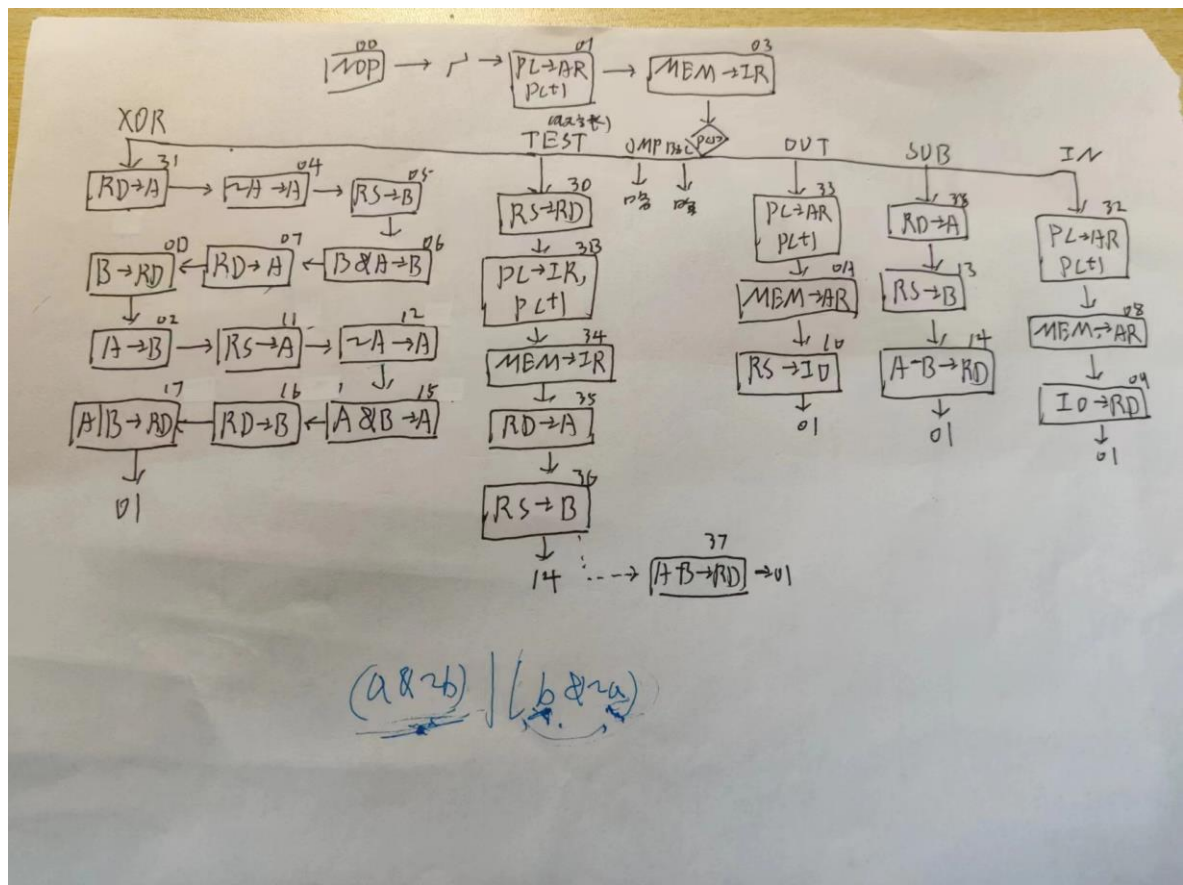 00 01 03
NOP → → PC→AR PC+1 → MEM→IR
XOR TEST JMP P<1> OUT SUB IN
31 04 05
RD→A → ~A→A → RS→B
0D 07 06
B→RD ← RD→A ← B&A→B
02 11 12
A→B → RS→A → ~A→A
17 16 15
A|B→RD ← RD→B ← A&B→A
01
30
RS→RD
3B
PC→IR,
PC+1
34
MEM→IR
35
RD→A
36
RS→B
14
37
A-B→RD → 01
33
PC→AR
PC+1
0A
MEM→AR
10
RS→IO
01
38
RD→A
13
RS→B
14
A-B→RD
01
32
PC→AR
PC+1
08
MEM→AR
09
IO→RD
01
(a&~b) | (b&~a)